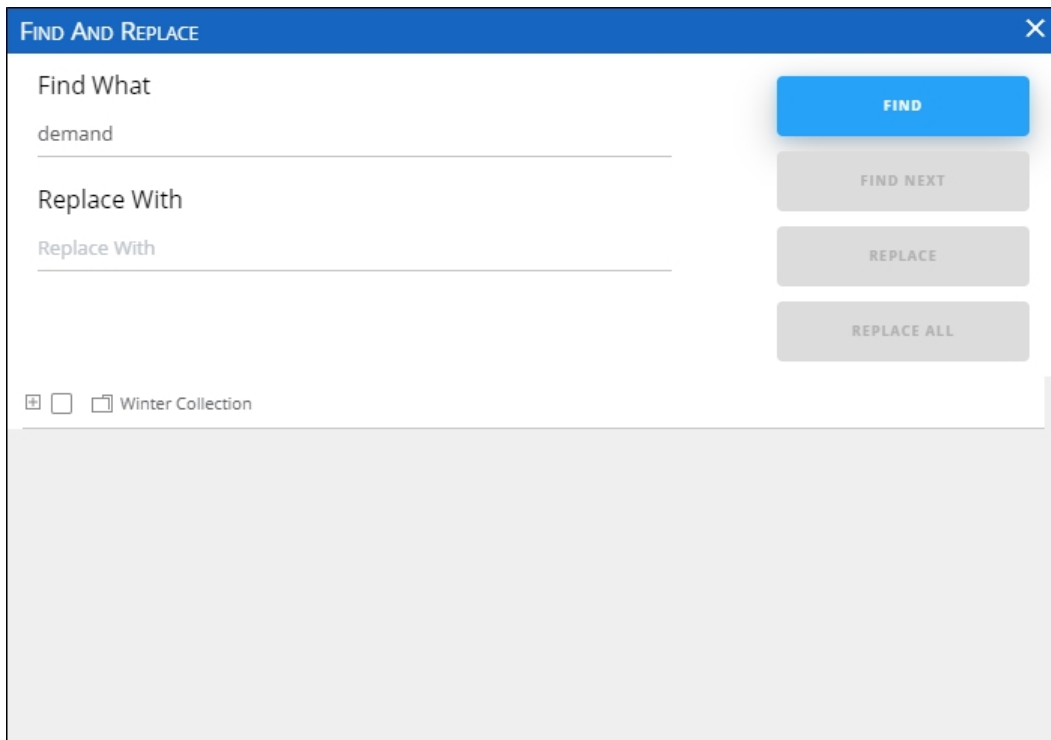 Find And Replace
Find What
demand
FIND
FIND NEXT
Replace With
Replace With
REPLACE
REPLACE ALL
Winter Collection